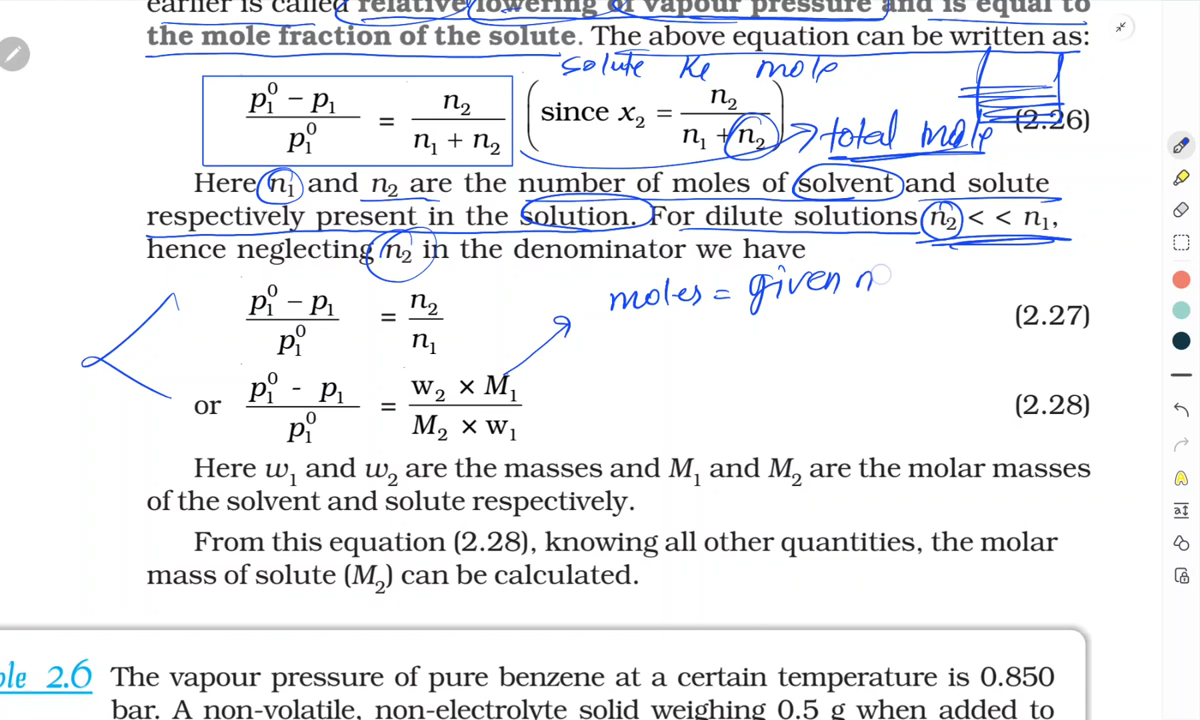 earlier is called relative lowering of vapour pressure and is equal to
the mole fraction of the solute. The above equation can be written as:
solute Ke mole
(p₁⁰ − p₁)/p₁⁰ = n₂/(n₁ + n₂) (since x₂ = n₂/(n₁ + n₂)) → total mole (2.26)
Here n₁ and n₂ are the number of moles of solvent and solute
respectively present in the solution. For dilute solutions n₂ < < n₁,
hence neglecting n₂ in the denominator we have
moles = given
(p₁⁰ − p₁)/p₁⁰ = n₂/n₁ (2.27)
or (p₁⁰ - p₁)/p₁⁰ = (w₂ × M₁)/(M₂ × w₁) (2.28)
Here w₁ and w₂ are the masses and M₁ and M₂ are the molar masses
of the solvent and solute respectively.
From this equation (2.28), knowing all other quantities, the molar
mass of solute (M₂) can be calculated.
ple 2.6 The vapour pressure of pure benzene at a certain temperature is 0.850
bar. A non-volatile, non-electrolyte solid weighing 0.5 g when added to